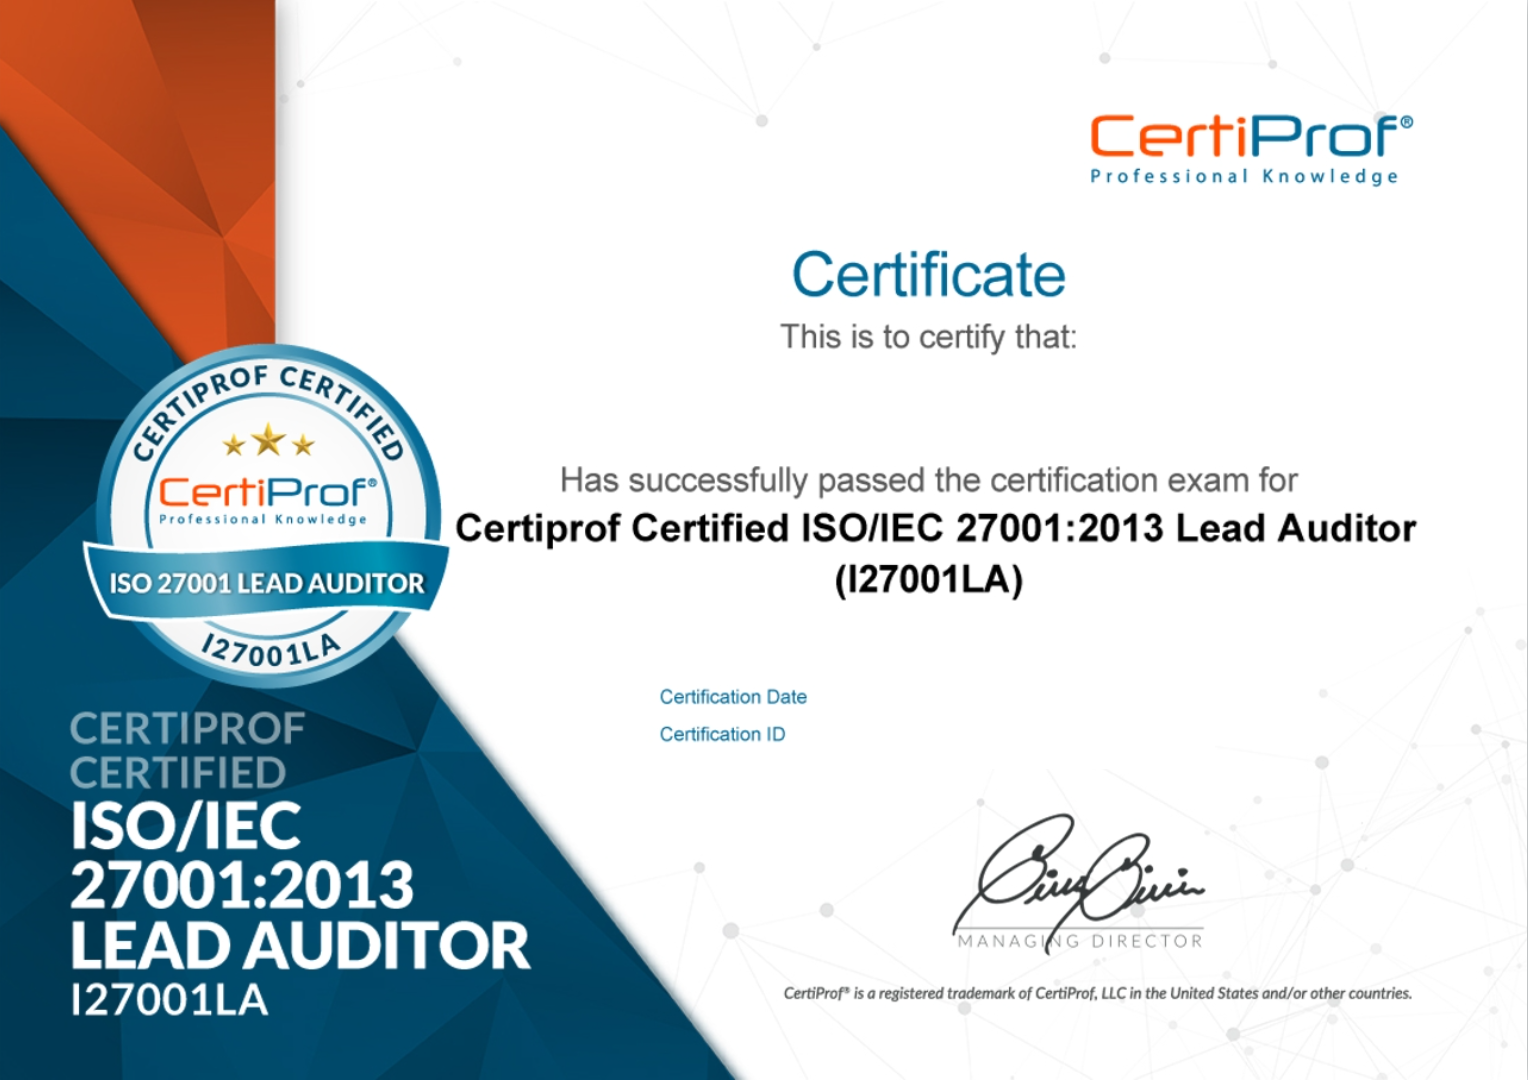 CertiProf®
Professional Knowledge
Certificate
This is to certify that:
Has successfully passed the certification exam for
Certiprof Certified ISO/IEC 27001:2013 Lead Auditor
(I27001LA)
Certification Date
Certification ID
MANAGING DIRECTOR
CertiProf® is a registered trademark of CertiProf, LLC in the United States and/or other countries.
CERTIPROF CERTIFIED
CertiProf®
Professional Knowledge
ISO 27001 LEAD AUDITOR
I27001LA
CERTIPROF
CERTIFIED
ISO/IEC
27001:2013
LEAD AUDITOR
I27001LA